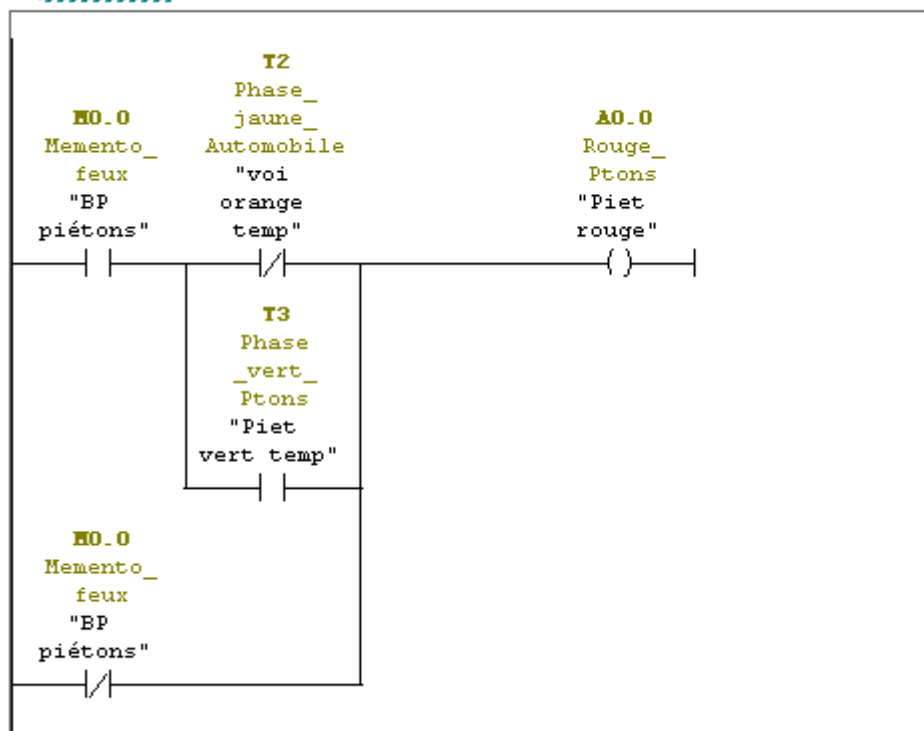 T2
Phase_
jaune_
Automobile
"voi
orange
temp"
M0.0
Memento_
feux
"BP
piétons"
A0.0
Rouge_
Ptons
"Piet
rouge"
T3
Phase
_vert_
Ptons
"Piet
vert temp"
M0.0
Memento_
feux
"BP
piétons"